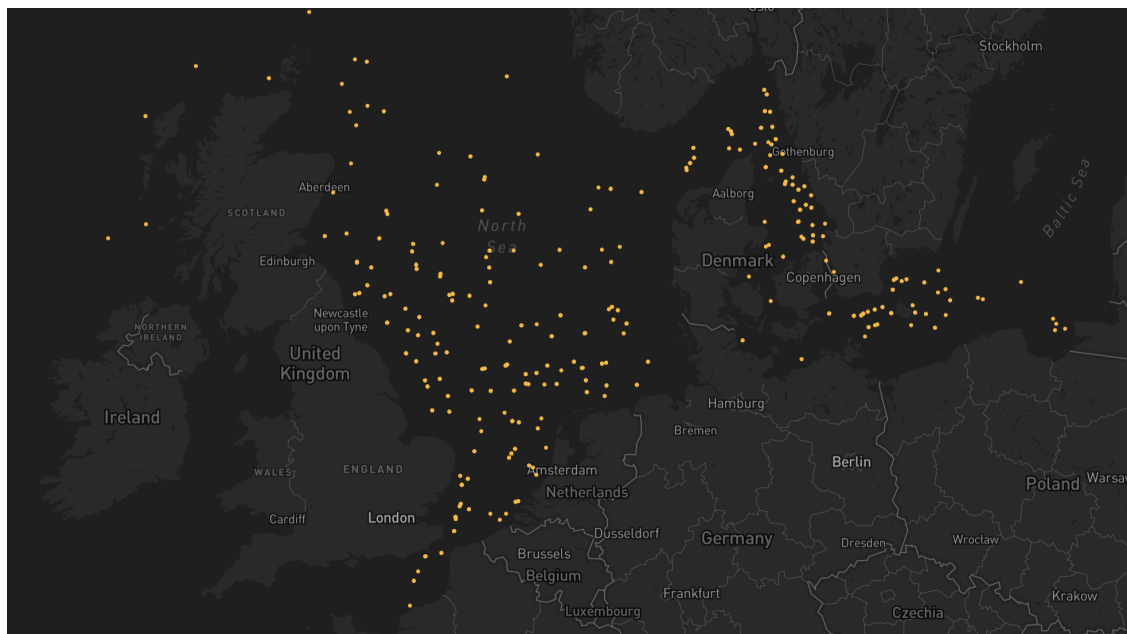 Stockholm
Gothenburg
Aberdeen
Aalborg
SCOTLAND
North
Sea
Baltic Sea
Edinburgh
Denmark
Copenhagen
Newcastle
upon Tyne
NORTHERN
IRELAND
United
Kingdom
Ireland
Hamburg
Bremen
WALES
ENGLAND
Amsterdam
Berlin
Poland
Netherlands
Cardiff
London
Dusseldorf
Germany
Dresden
Wrocław
Brussels
Belgium
Frankfurt
Krakow
Luxembourg
Czechia